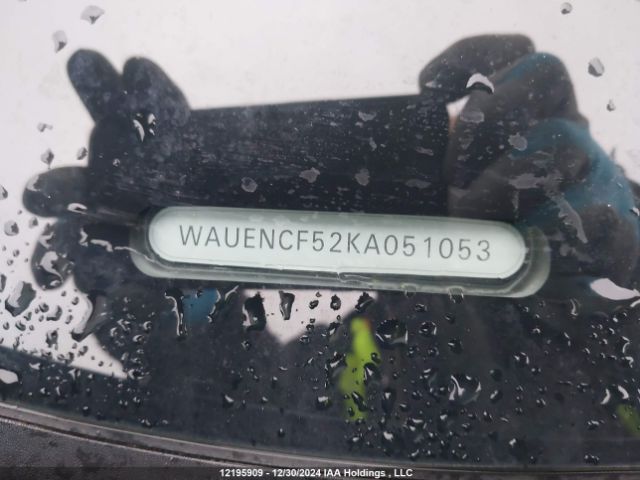 WAUENCF52KA051053
12195909 - 12/30/2024 IAA Holdings , LLC